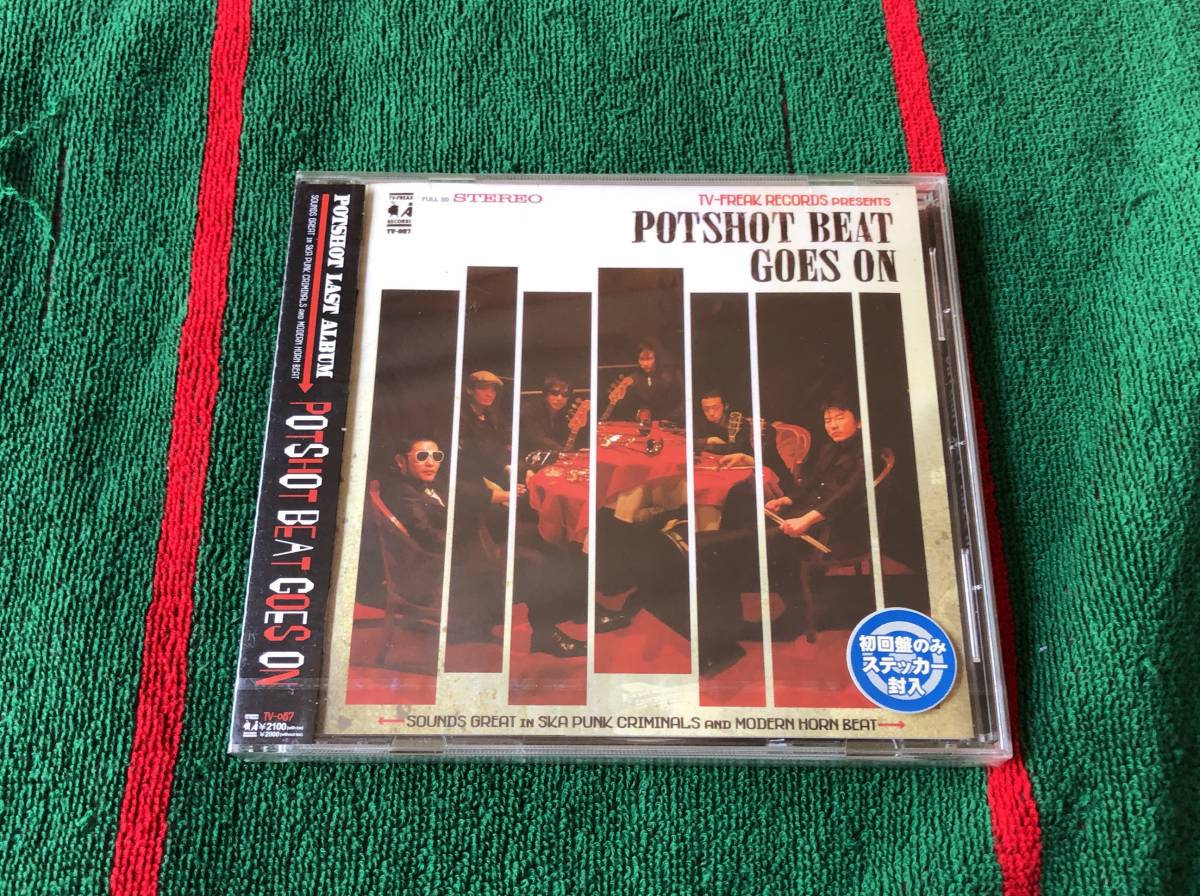 POTSHOT LAST ALBUM
SOUNDS GREAT in SKA PUNK CRIMINALS AND MODERN HORN BEAT
POTSHOT BEAT GOES ON
TV-087
¥2100
¥2000
TV-FREAK
RECORDS
TV-087
FULL 3D STEREO
TV-FREAK RECORDS PRESENTS
POTSHOT BEAT
GOES ON
初回盤のみ
ステッカー
封入
SOUNDS GREAT IN SKA PUNK CRIMINALS AND MODERN HORN BEAT